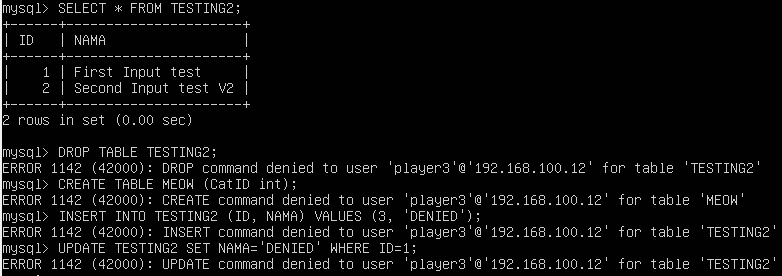 mysql> SELECT * FROM TESTING2;
+------+----------------------+
| ID   | NAMA                 |
+------+----------------------+
|    1 | First Input test     |
|    2 | Second Input test V2 |
+------+----------------------+
2 rows in set (0.00 sec)

mysql> DROP TABLE TESTING2;
ERROR 1142 (42000): DROP command denied to user 'player3'@'192.168.100.12' for table 'TESTING2'
mysql> CREATE TABLE MEOW (CatID int);
ERROR 1142 (42000): CREATE command denied to user 'player3'@'192.168.100.12' for table 'MEOW'
mysql> INSERT INTO TESTING2 (ID, NAMA) VALUES (3, 'DENIED');
ERROR 1142 (42000): INSERT command denied to user 'player3'@'192.168.100.12' for table 'TESTING2'
mysql> UPDATE TESTING2 SET NAMA='DENIED' WHERE ID=1;
ERROR 1142 (42000): UPDATE command denied to user 'player3'@'192.168.100.12' for table 'TESTING2'